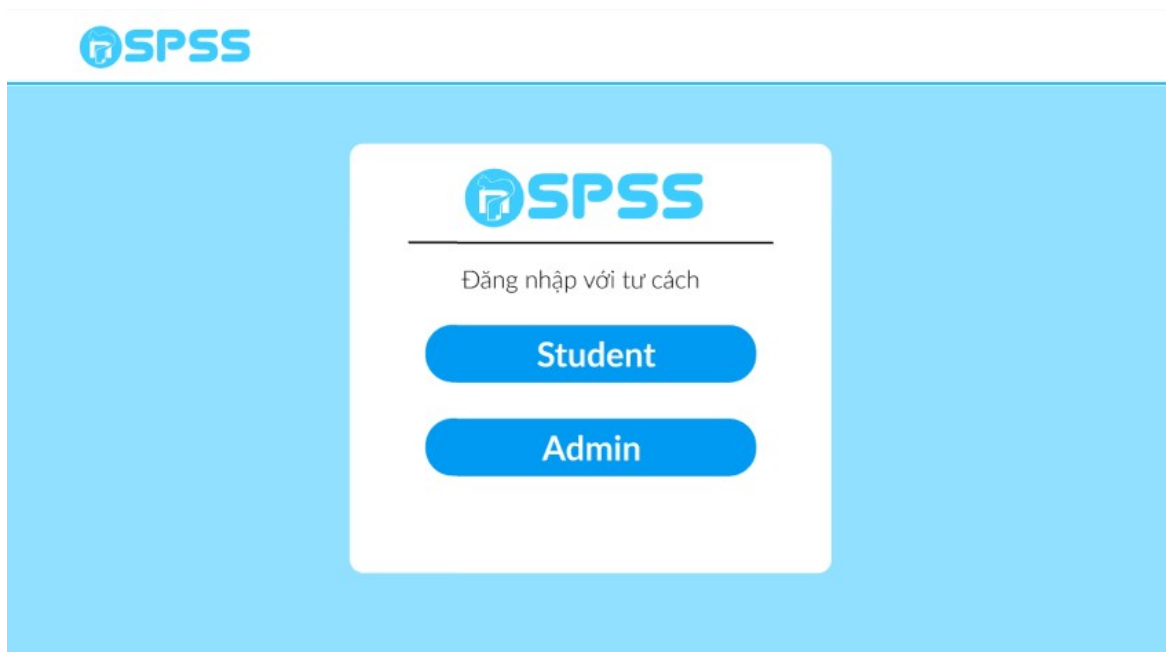 SPSS
SPSS
Đăng nhập với tư cách
Student
Admin